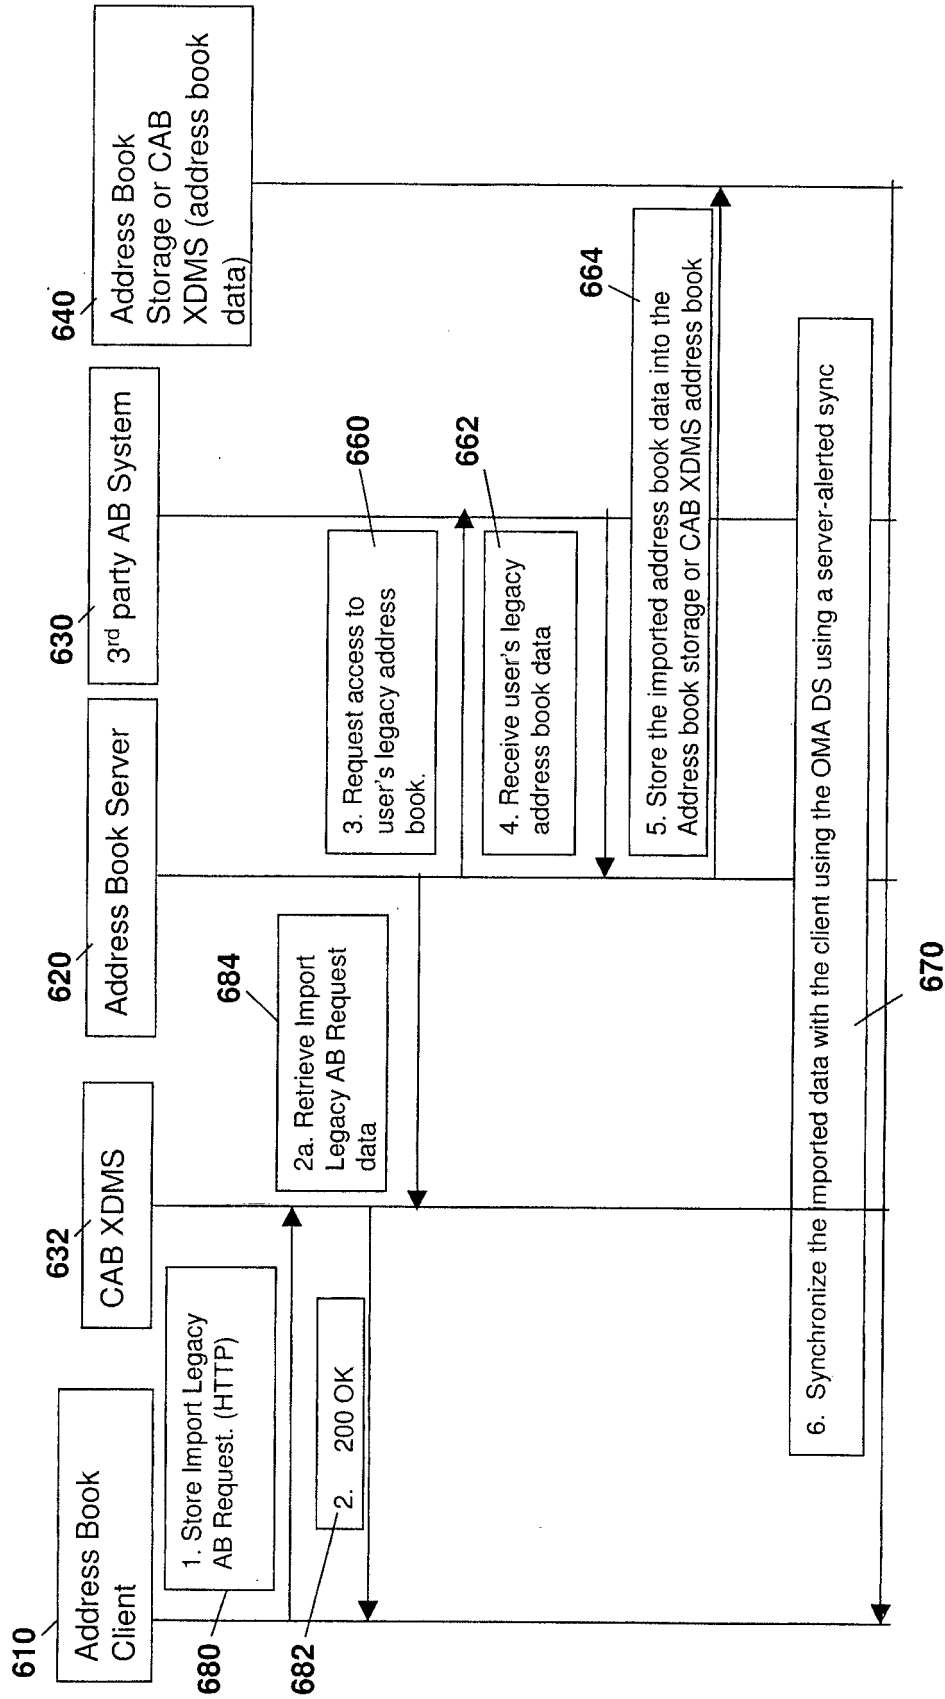 610
Address Book
Client
632
CAB XDMS
620
Address Book Server
630
3rd party AB System
640
Address Book
Storage or CAB
XDMS (address book
data)
680
1. Store Import Legacy
AB Request. (HTTP)
682
2. 200 OK
684
2a. Retrieve Import
Legacy AB Request
data
660
3. Request access to
user's legacy address
book.
662
4. Receive user's legacy
address book data
664
5. Store the imported address book data into the
Address book storage or CAB XDMS address book
6. Synchronize the imported data with the client using the OMA DS using a server-alerted sync
670